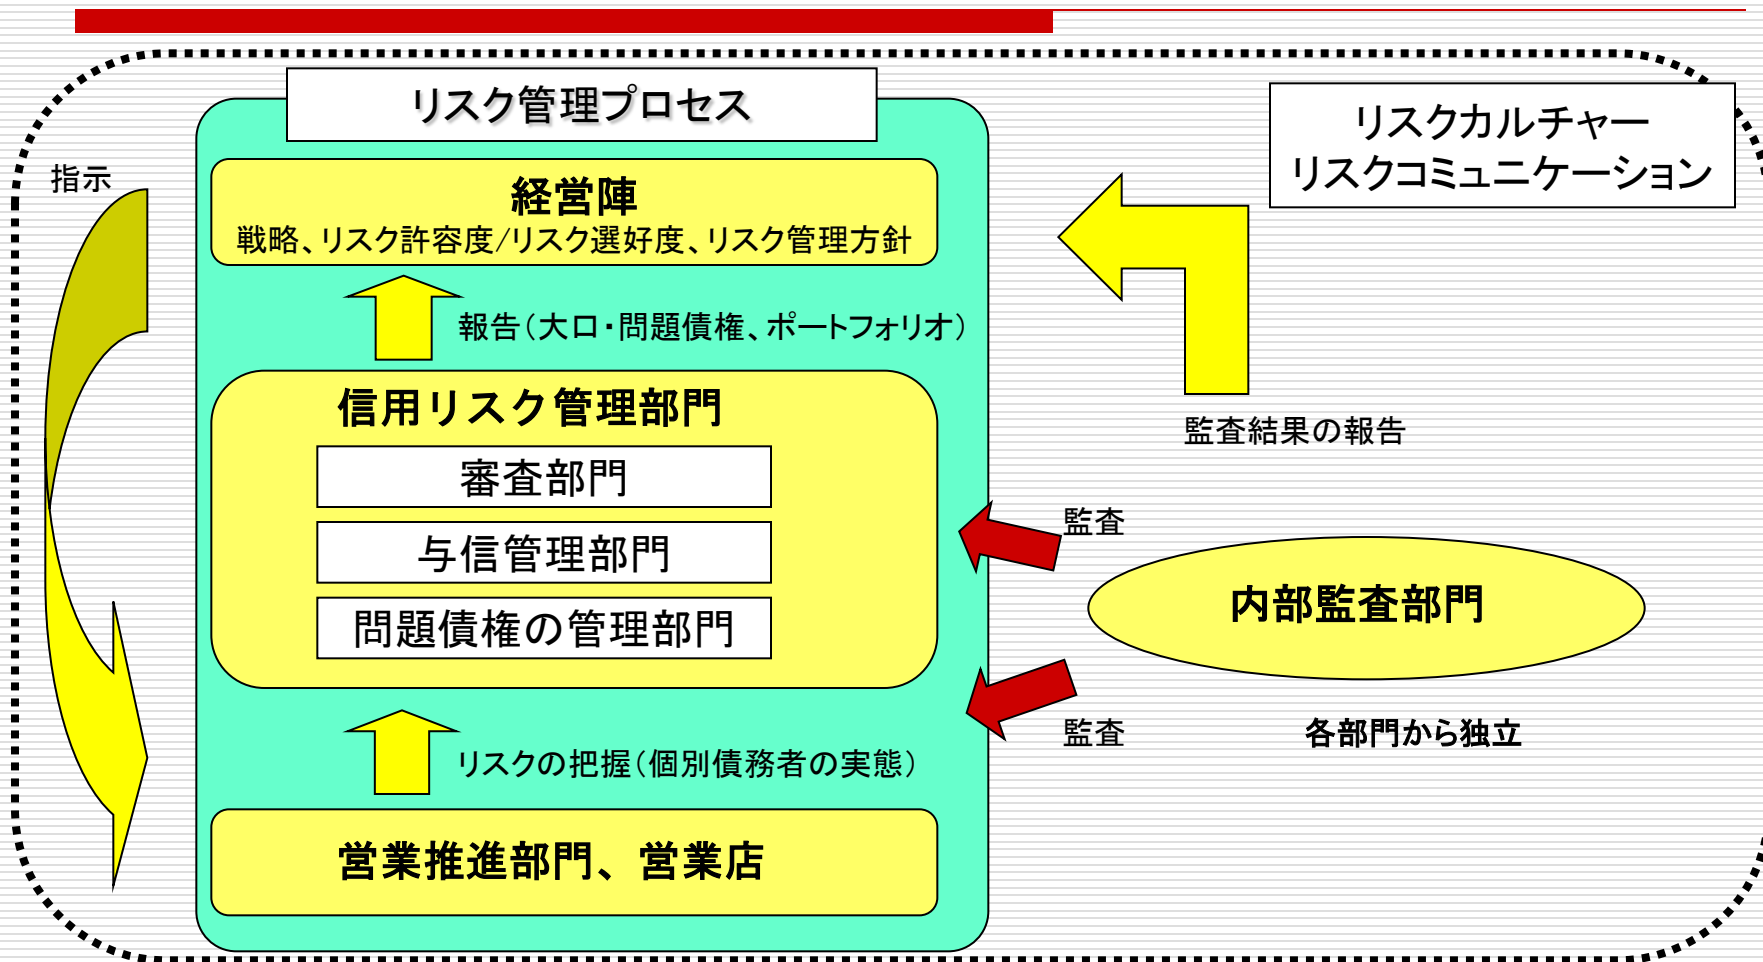 リスク管理プロセス
リスクカルチャー
リスクコミュニケーション
指示
経営陣
戦略、リスク許容度/リスク選好度、リスク管理方針
報告(大口・問題債権、ポートフォリオ)
信用リスク管理部門
審査部門
与信管理部門
問題債権の管理部門
監査結果の報告
監査
内部監査部門
監査
各部門から独立
リスクの把握(個別債務者の実態)
営業推進部門、営業店